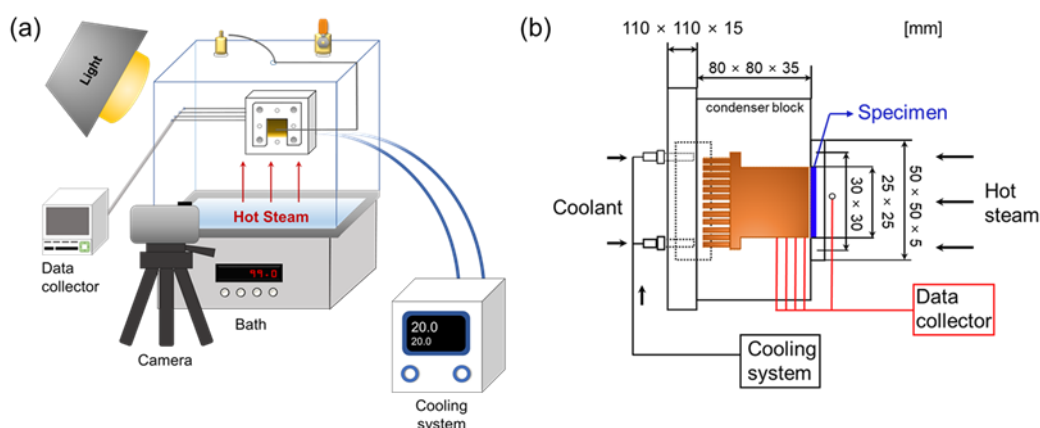 (a)
Light
Hot Steam
Data
collector
99.0
Bath
Camera
20.0
20.0
Cooling
system
(b)
110 × 110 × 15
[mm]
80 × 80 × 35
condenser block
Specimen
Coolant
30 × 30
25 × 25
50 × 50 × 5
Hot
steam
Data
collector
Cooling
system